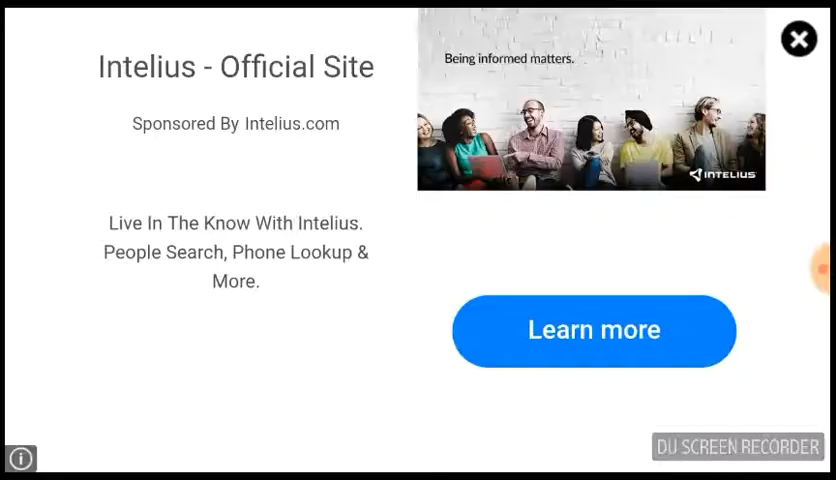 Intelius - Official Site
Sponsored By Intelius.com
Live In The Know With Intelius.
People Search, Phone Lookup &
More.
Being informed matters.
INTELIUS
Learn more
DU SCREEN RECORDER